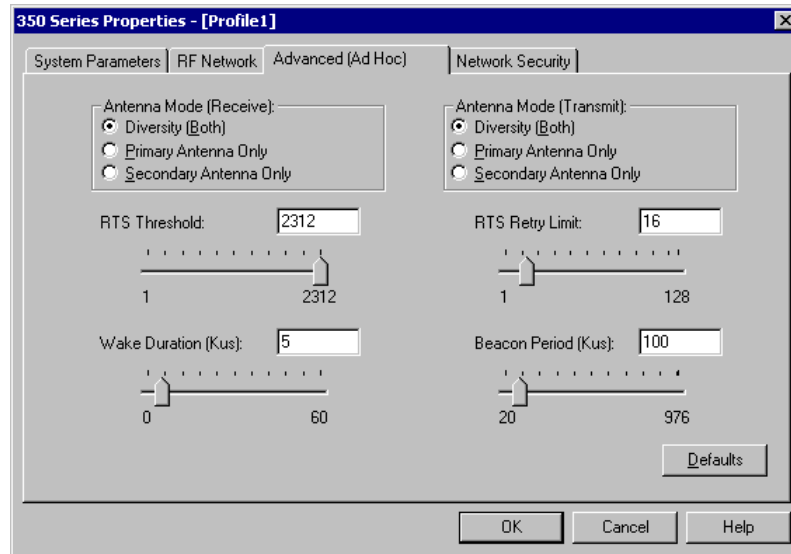 350 Series Properties - [Profile1]
System Parameters
RF Network
Advanced (Ad Hoc)
Network Security
Antenna Mode (Receive):
Diversity (Both)
Primary Antenna Only
Secondary Antenna Only
Antenna Mode (Transmit):
Diversity (Both)
Primary Antenna Only
Secondary Antenna Only
RTS Threshold: 2312
1 2312
RTS Retry Limit: 16
1 128
Wake Duration (Kus): 5
0 60
Beacon Period (Kus): 100
20 976
Defaults
OK
Cancel
Help